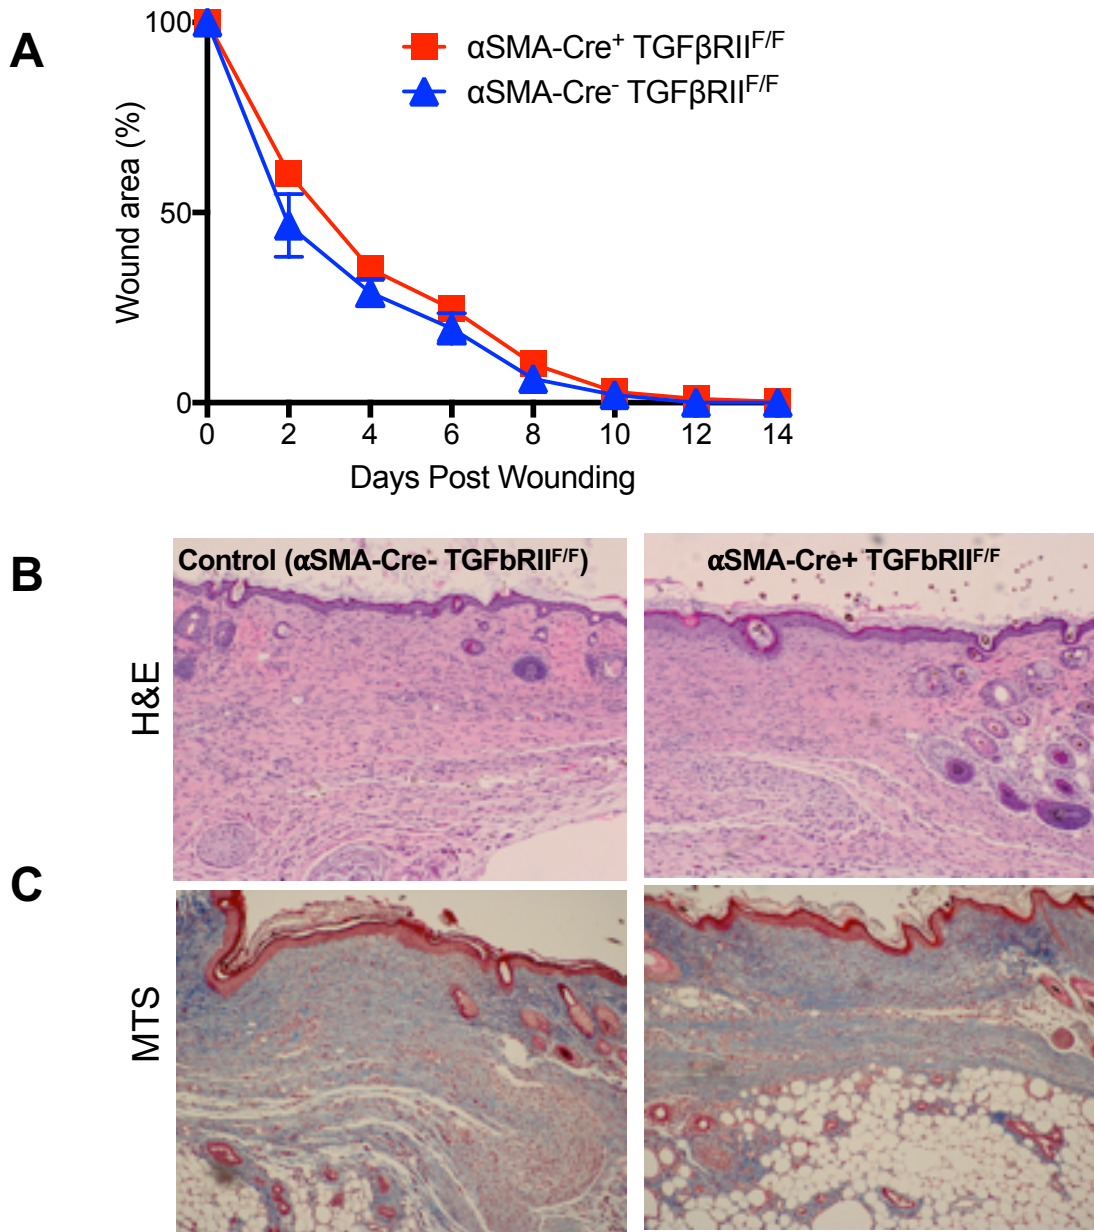 A
100
50
0
Wound area (%)
αSMA-Cre⁺ TGFβRIIF/F
αSMA-Cre⁻ TGFβRIIF/F
0 2 4 6 8 10 12 14
Days Post Wounding
B
Control (αSMA-Cre- TGFbRIIF/F)
αSMA-Cre+ TGFbRIIF/F
H&E
C
MTS